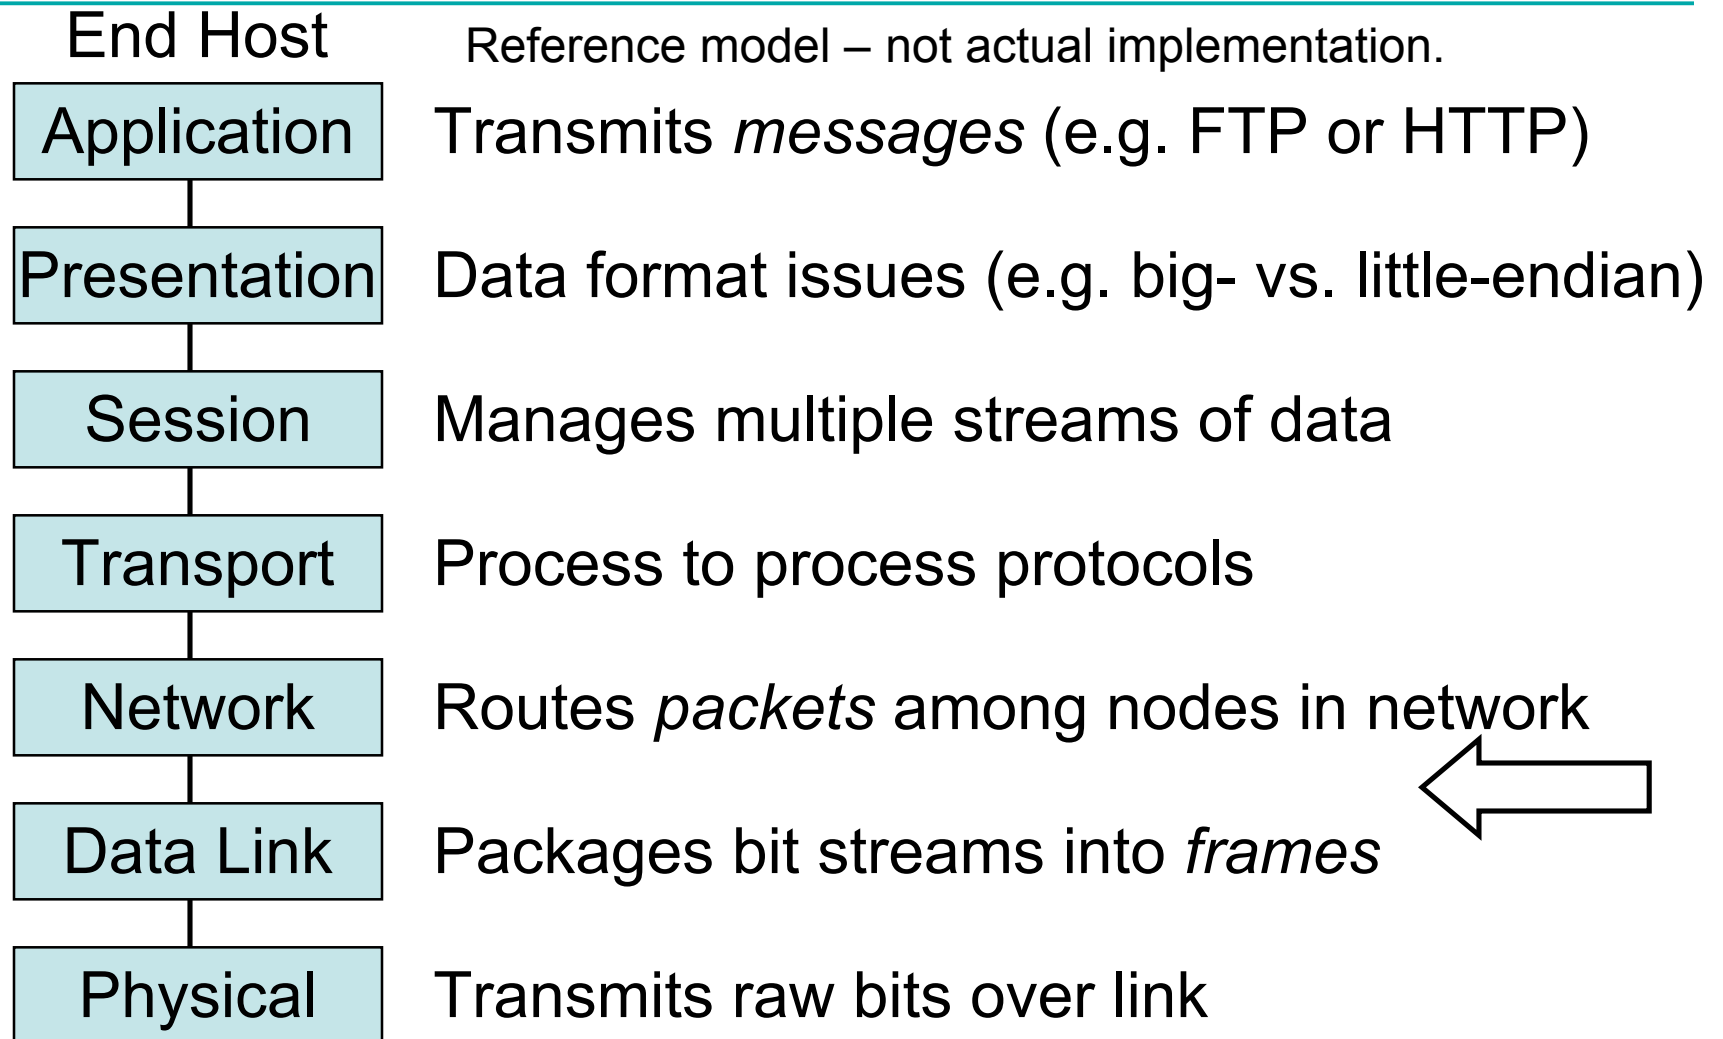 End Host
Reference model – not actual implementation.
Application
Transmits messages (e.g. FTP or HTTP)
Presentation
Data format issues (e.g. big- vs. little-endian)
Session
Manages multiple streams of data
Transport
Process to process protocols
Network
Routes packets among nodes in network
Data Link
Packages bit streams into frames
Physical
Transmits raw bits over link